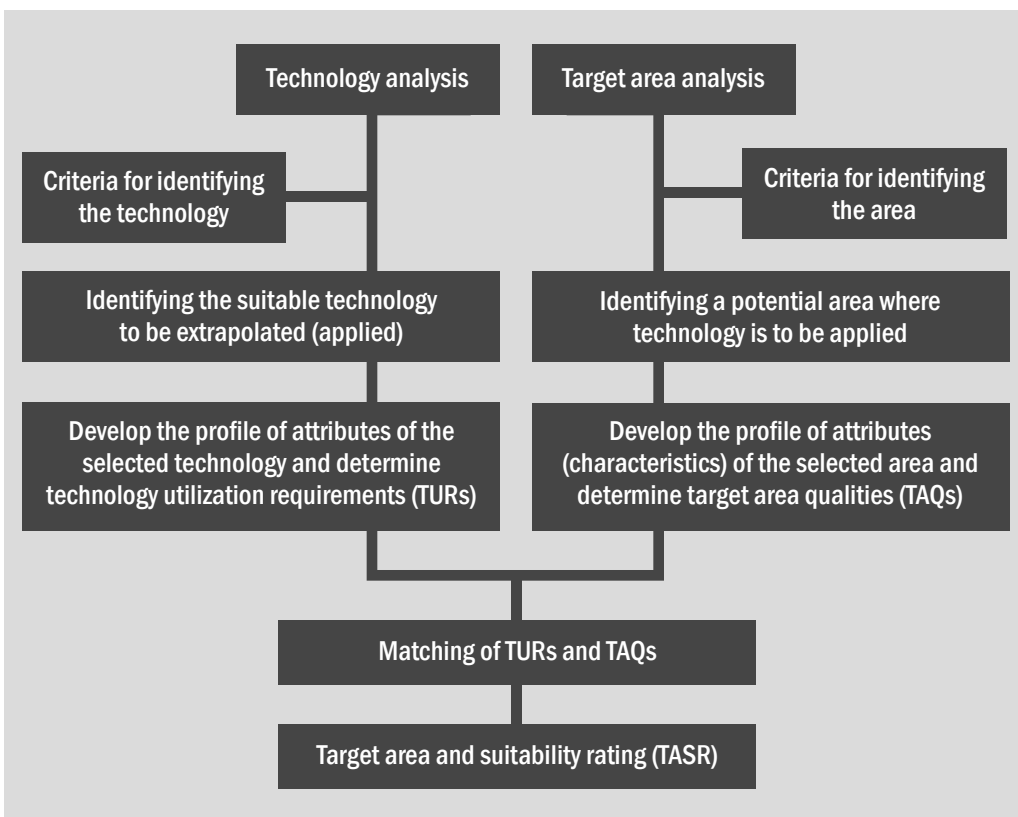 Technology analysis
Target area analysis
Criteria for identifying
the technology
Criteria for identifying
the area
Identifying the suitable technology
to be extrapolated (applied)
Identifying a potential area where
technology is to be applied
Develop the profile of attributes of the
selected technology and determine
technology utilization requirements (TURs)
Develop the profile of attributes
(characteristics) of the selected area and
determine target area qualities (TAQs)
Matching of TURs and TAQs
Target area and suitability rating (TASR)